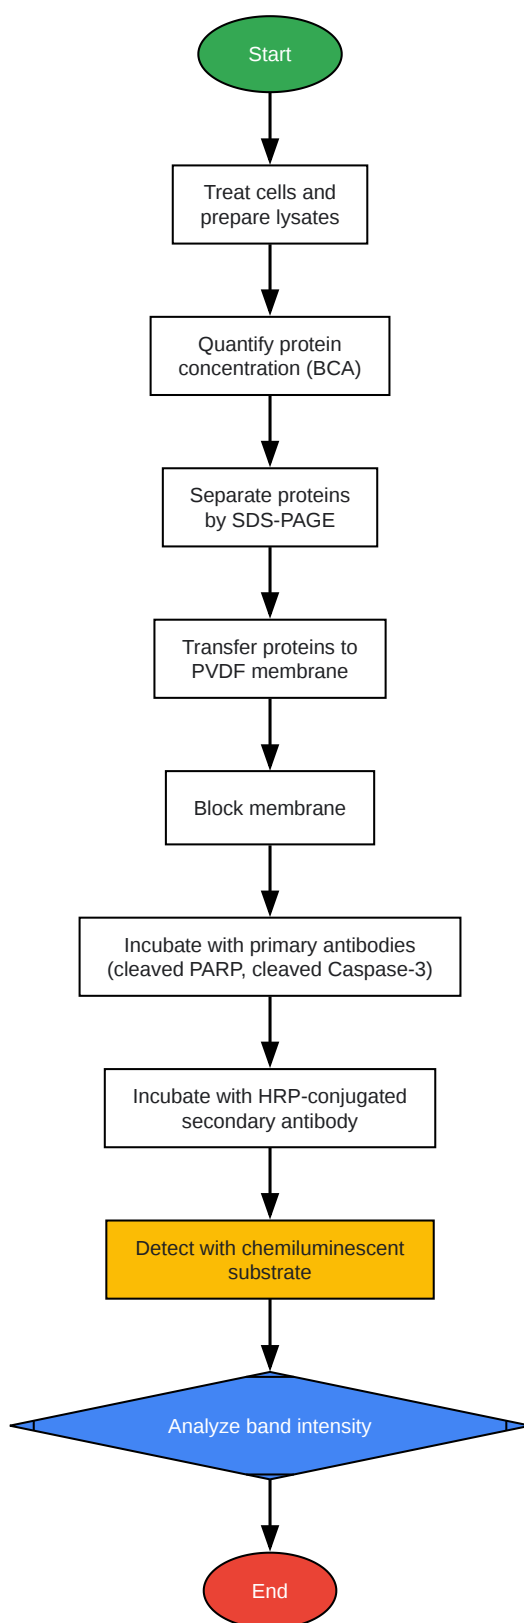 Start
Treat cells and
prepare lysates
Quantify protein
concentration (BCA)
Separate proteins
by SDS-PAGE
Transfer proteins to
PVDF membrane
Block membrane
Incubate with primary antibodies
(cleaved PARP, cleaved Caspase-3)
Incubate with HRP-conjugated
secondary antibody
Detect with chemiluminescent
substrate
Analyze band intensity
End